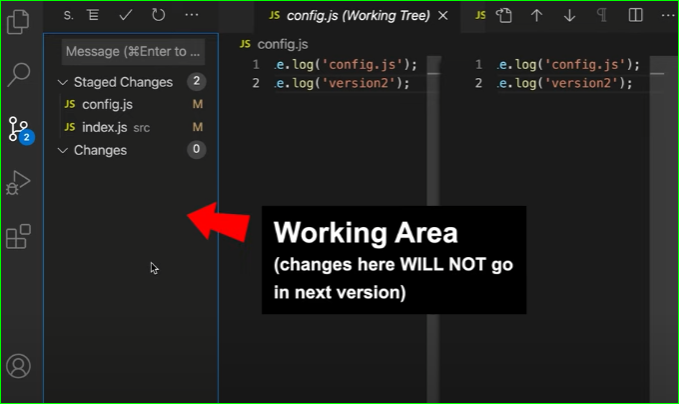 S.
config.js (Working Tree)
JS
JS config.js
Message (⌘Enter to ...
Staged Changes 2
JS config.js M
JS index.js src M
Changes 0
2
1 .e.log('config.js');
2 .e.log('version2');
1 .e.log('config.js');
2 .e.log('version2');
Working Area
(changes here WILL NOT go
in next version)